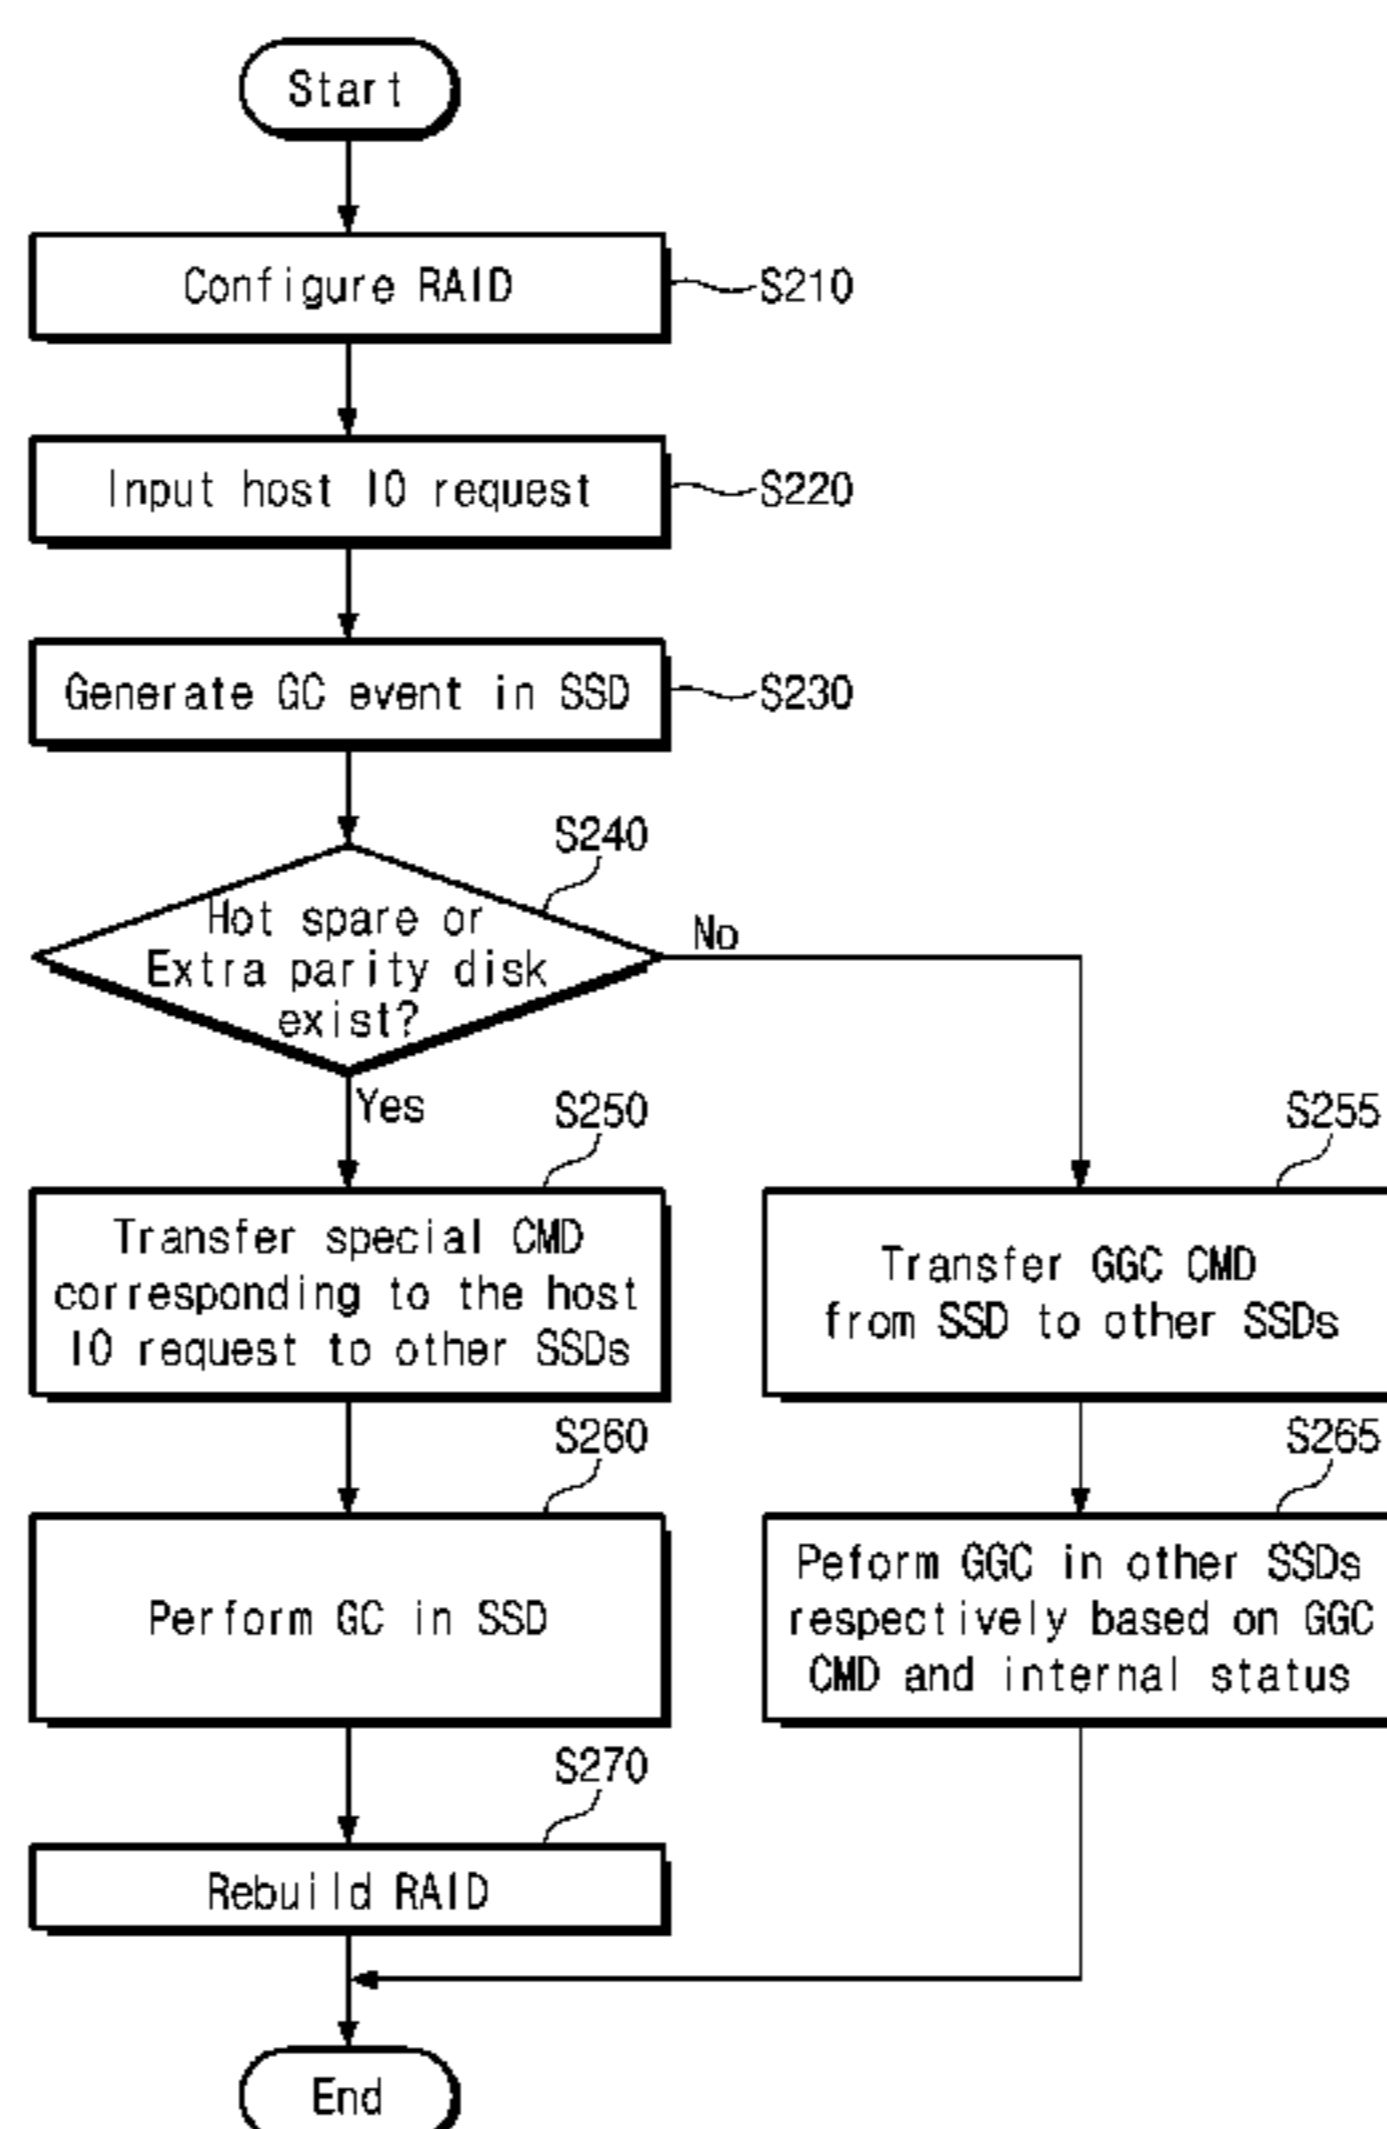 Start
Configure RAID
S210
Input host IO request
S220
Generate GC event in SSD
S230
S240
Hot spare or
Extra parity disk
exist?
No
Yes
S250
Transfer special CMD
corresponding to the host
IO request to other SSDs
S255
Transfer GGC CMD
from SSD to other SSDs
S260
Perform GC in SSD
S265
Peform GGC in other SSDs
respectively based on GGC
CMD and internal status
S270
Rebuild RAID
End